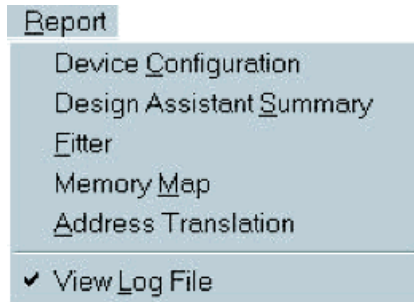 Report
Device Configuration
Design Assistant Summary
Fitter
Memory Map
Address Translation
✔ View Log File